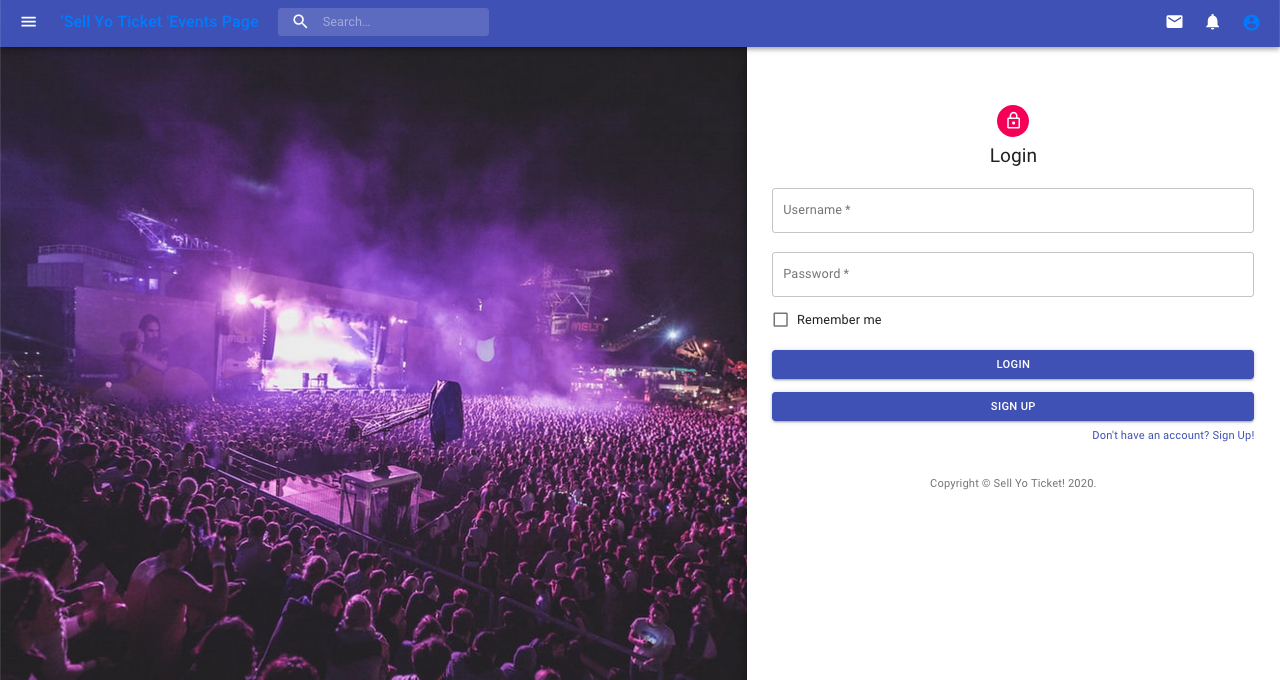 'Sell Yo Ticket 'Events Page
Search…
Login
Username *
Password *
Remember me
LOGIN
SIGN UP
Don't have an account? Sign Up!
Copyright © Sell Yo Ticket! 2020.
MELT!